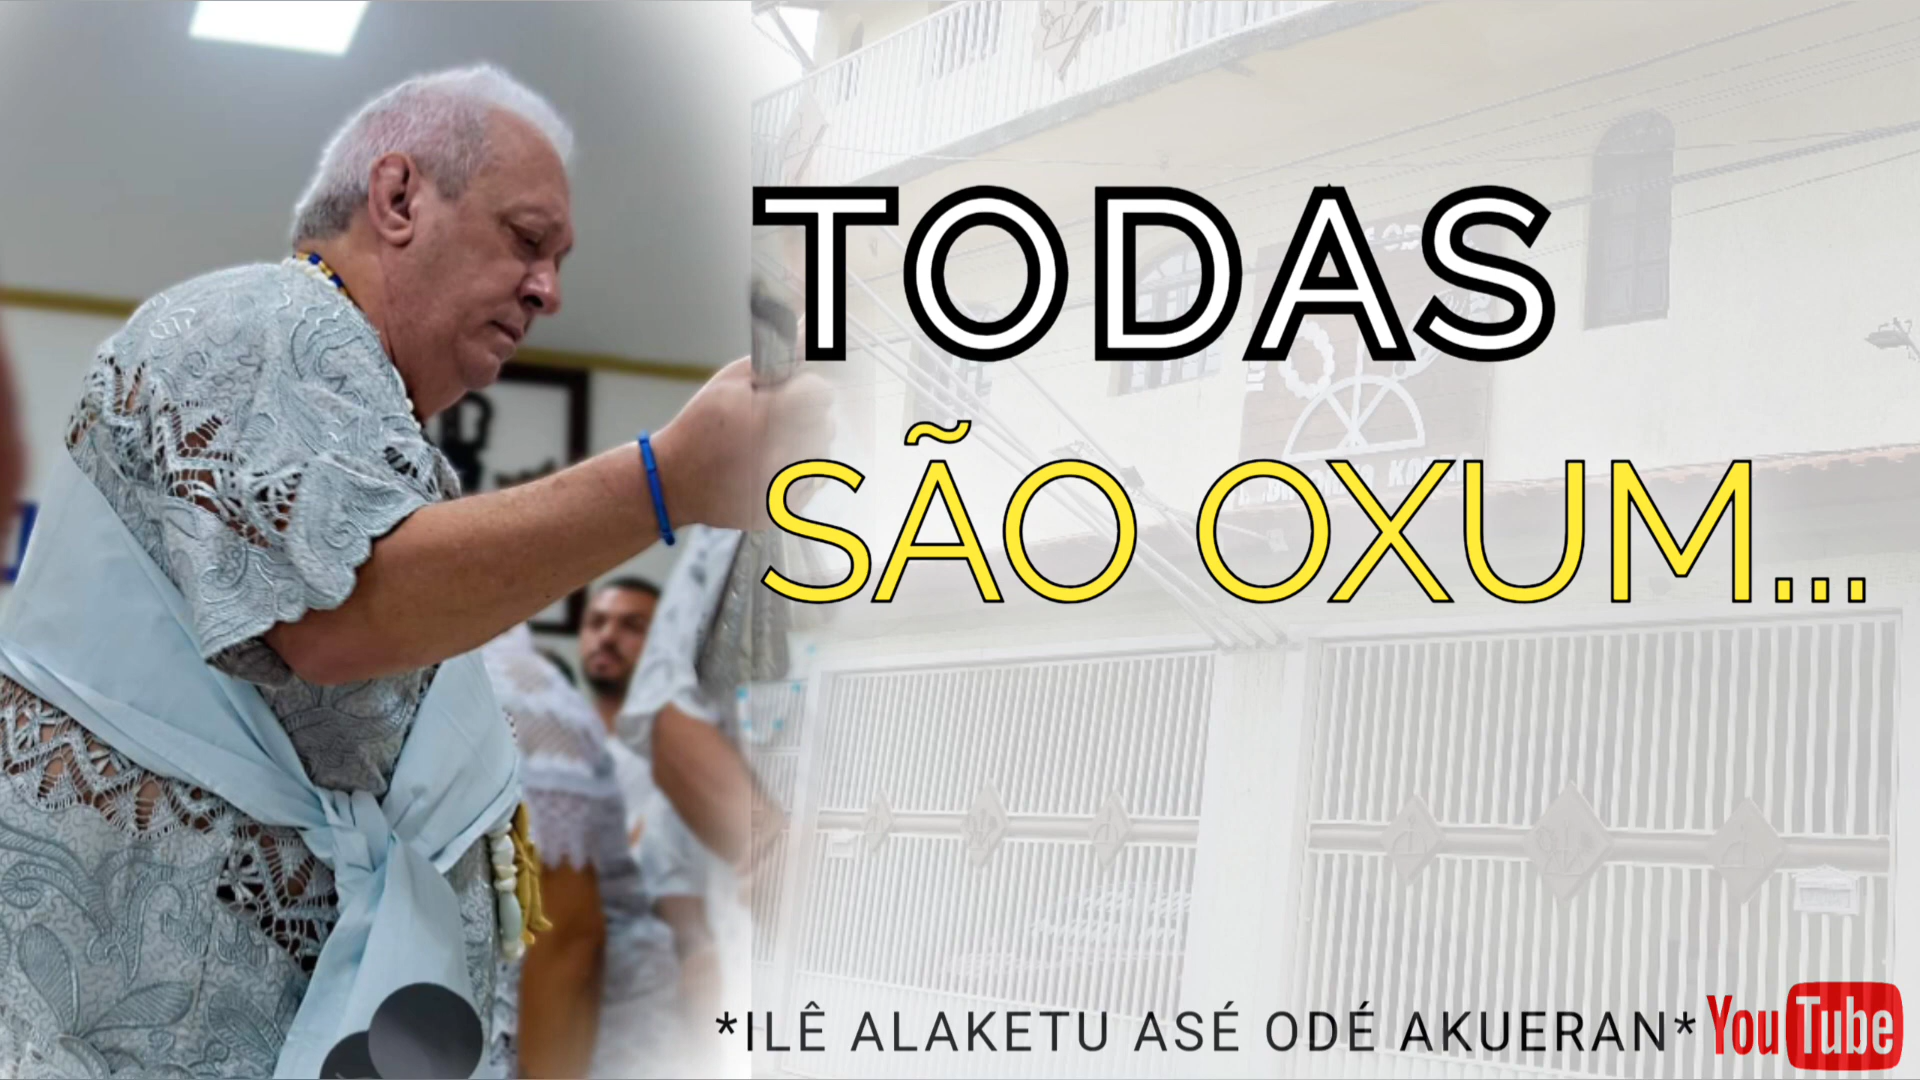 TODAS
SÃO OXUM...
*ILÊ ALAKETU ASÉ ODÉ AKUERAN*
YouTube